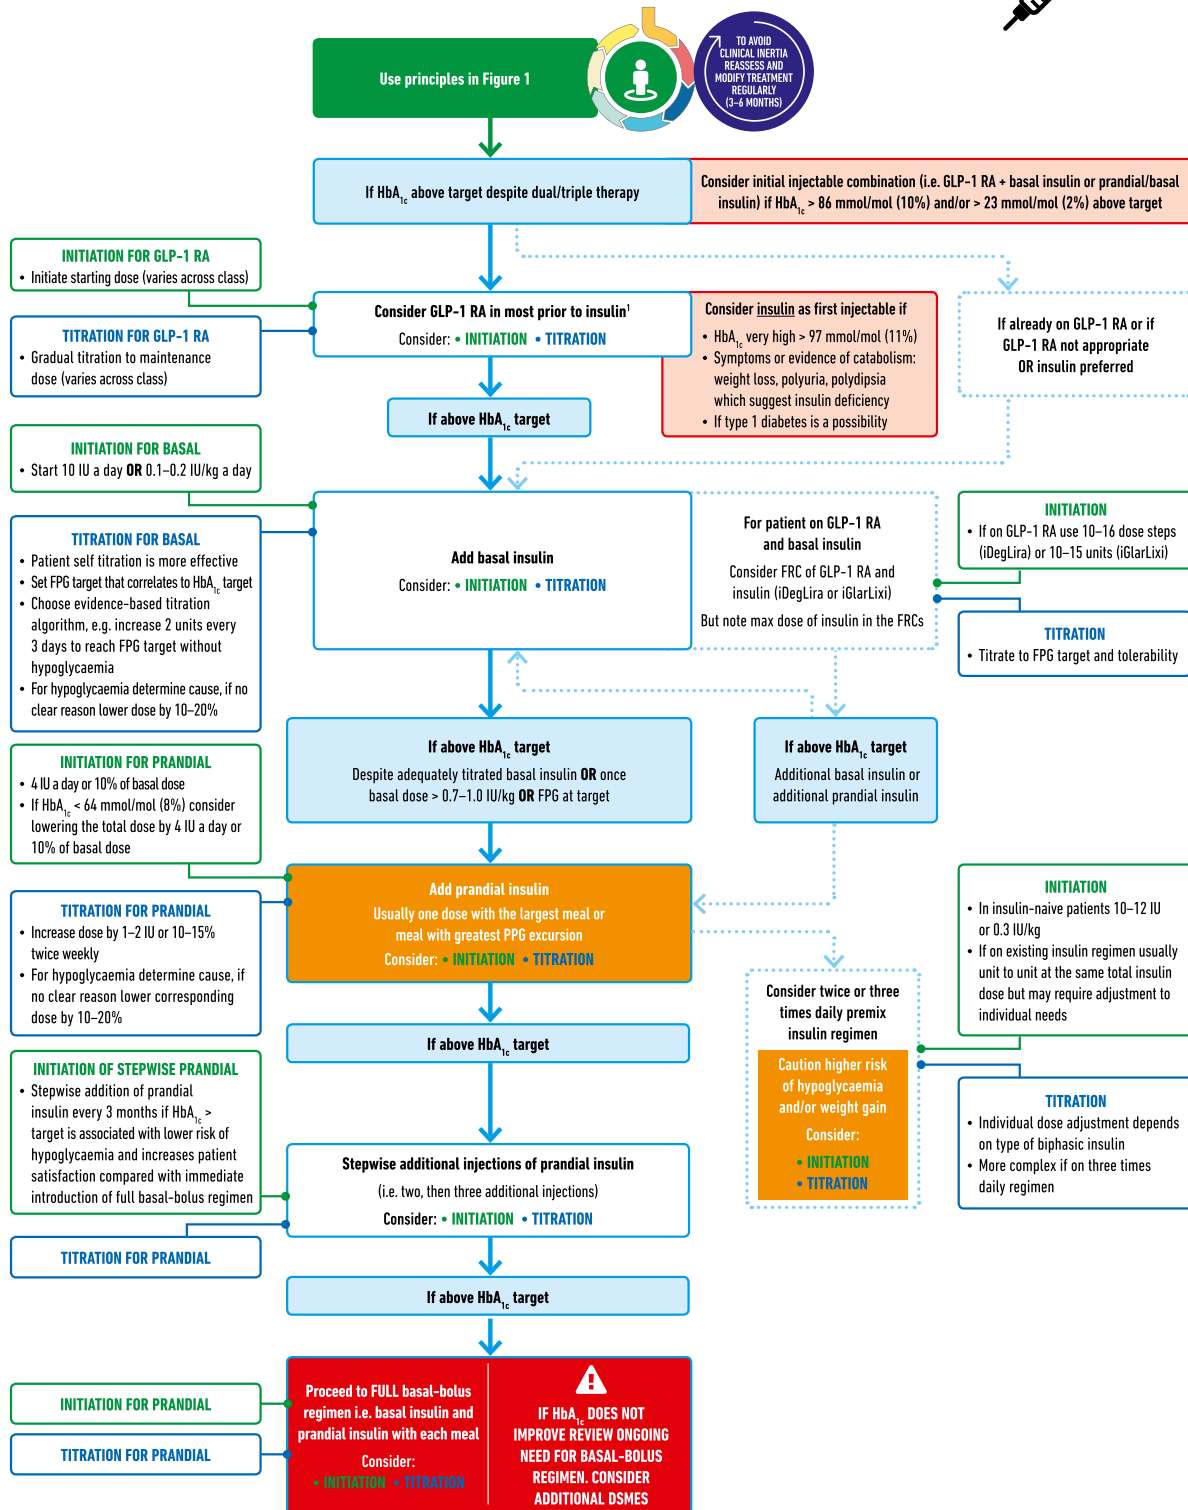 Use principles in Figure 1
TO AVOID
CLINICAL INERTIA
REASSESS AND
MODIFY TREATMENT
REGULARLY
(3–6 MONTHS)
If HbA1c above target despite dual/triple therapy
Consider initial injectable combination (i.e. GLP-1 RA + basal insulin or prandial/basal
insulin) if HbA1c > 86 mmol/mol (10%) and/or > 23 mmol/mol (2%) above target
INITIATION FOR GLP-1 RA
• Initiate starting dose (varies across class)
TITRATION FOR GLP-1 RA
• Gradual titration to maintenance
dose (varies across class)
Consider GLP-1 RA in most prior to insulin1
Consider: • INITIATION • TITRATION
Consider insulin as first injectable if
• HbA1c very high > 97 mmol/mol (11%)
• Symptoms or evidence of catabolism:
weight loss, polyuria, polydipsia
which suggest insulin deficiency
• If type 1 diabetes is a possibility
If already on GLP-1 RA or if
GLP-1 RA not appropriate
OR insulin preferred
If above HbA1c target
INITIATION FOR BASAL
• Start 10 IU a day OR 0.1–0.2 IU/kg a day
TITRATION FOR BASAL
• Patient self titration is more effective
• Set FPG target that correlates to HbA1c target
• Choose evidence-based titration
algorithm, e.g. increase 2 units every
3 days to reach FPG target without
hypoglycaemia
• For hypoglycaemia determine cause, if no
clear reason lower dose by 10–20%
Add basal insulin
Consider: • INITIATION • TITRATION
For patient on GLP-1 RA
and basal insulin
Consider FRC of GLP-1 RA and
insulin (iDegLira or iGlarLixi)
But note max dose of insulin in the FRCs
INITIATION
• If on GLP-1 RA use 10–16 dose steps
(iDegLira) or 10–15 units (iGlarLixi)
TITRATION
• Titrate to FPG target and tolerability
If above HbA1c target
Despite adequately titrated basal insulin OR once
basal dose > 0.7–1.0 IU/kg OR FPG at target
If above HbA1c target
Additional basal insulin or
additional prandial insulin
INITIATION FOR PRANDIAL
• 4 IU a day or 10% of basal dose
• If HbA1c < 64 mmol/mol (8%) consider
lowering the total dose by 4 IU a day or
10% of basal dose
TITRATION FOR PRANDIAL
• Increase dose by 1–2 IU or 10–15%
twice weekly
• For hypoglycaemia determine cause, if
no clear reason lower corresponding
dose by 10–20%
Add prandial insulin
Usually one dose with the largest meal or
meal with greatest PPG excursion
Consider: • INITIATION • TITRATION
Consider twice or three
times daily premix
insulin regimen
Caution higher risk
of hypoglycaemia
and/or weight gain
Consider:
• INITIATION
• TITRATION
INITIATION
• In insulin-naive patients 10–12 IU
or 0.3 IU/kg
• If on existing insulin regimen usually
unit to unit at the same total insulin
dose but may require adjustment to
individual needs
TITRATION
• Individual dose adjustment depends
on type of biphasic insulin
• More complex if on three times
daily regimen
If above HbA1c target
INITIATION OF STEPWISE PRANDIAL
• Stepwise addition of prandial
insulin every 3 months if HbA1c >
target is associated with lower risk of
hypoglycaemia and increases patient
satisfaction compared with immediate
introduction of full basal-bolus regimen
TITRATION FOR PRANDIAL
Stepwise additional injections of prandial insulin
(i.e. two, then three additional injections)
Consider: • INITIATION • TITRATION
If above HbA1c target
INITIATION FOR PRANDIAL
TITRATION FOR PRANDIAL
Proceed to FULL basal-bolus
regimen i.e. basal insulin and
prandial insulin with each meal
Consider:
• INITIATION • TITRATION
IF HbA1c DOES NOT
IMPROVE REVIEW ONGOING
NEED FOR BASAL-BOLUS
REGIMEN. CONSIDER
ADDITIONAL DSMES